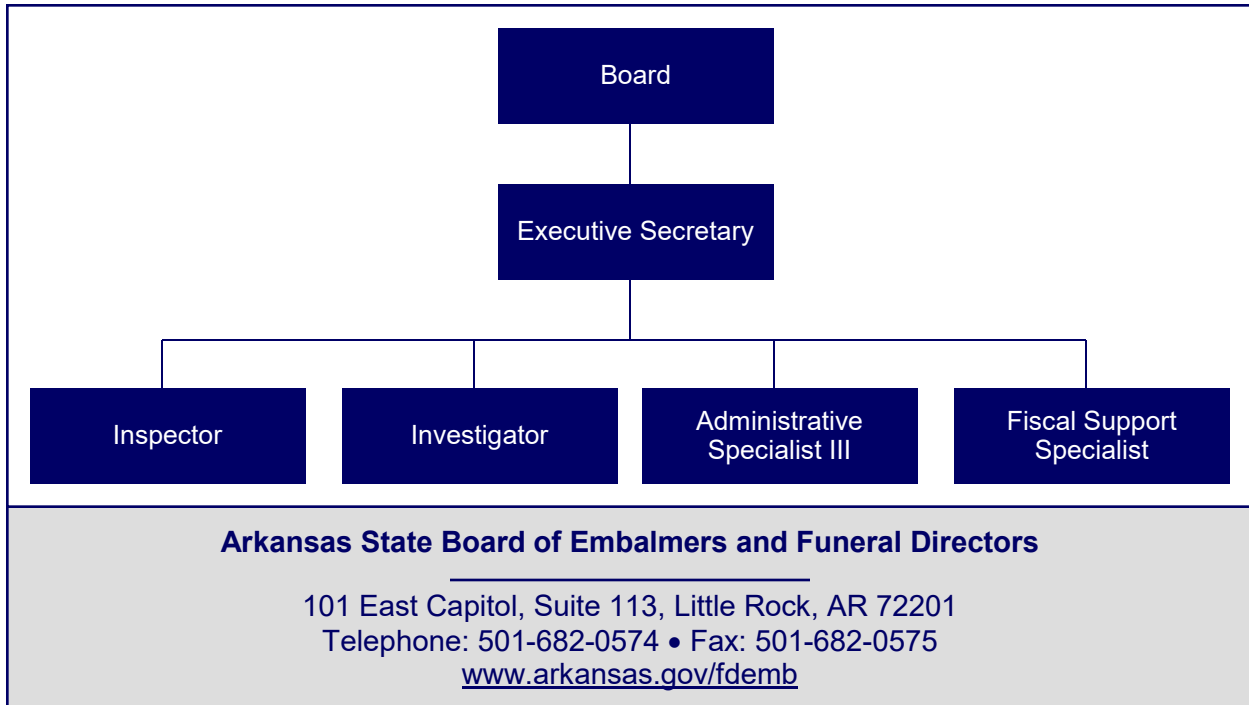 Board
Executive Secretary
Inspector
Investigator
Administrative
Specialist III
Fiscal Support
Specialist
Arkansas State Board of Embalmers and Funeral Directors
101 East Capitol, Suite 113, Little Rock, AR 72201
Telephone: 501-682-0574 • Fax: 501-682-0575
www.arkansas.gov/fdemb